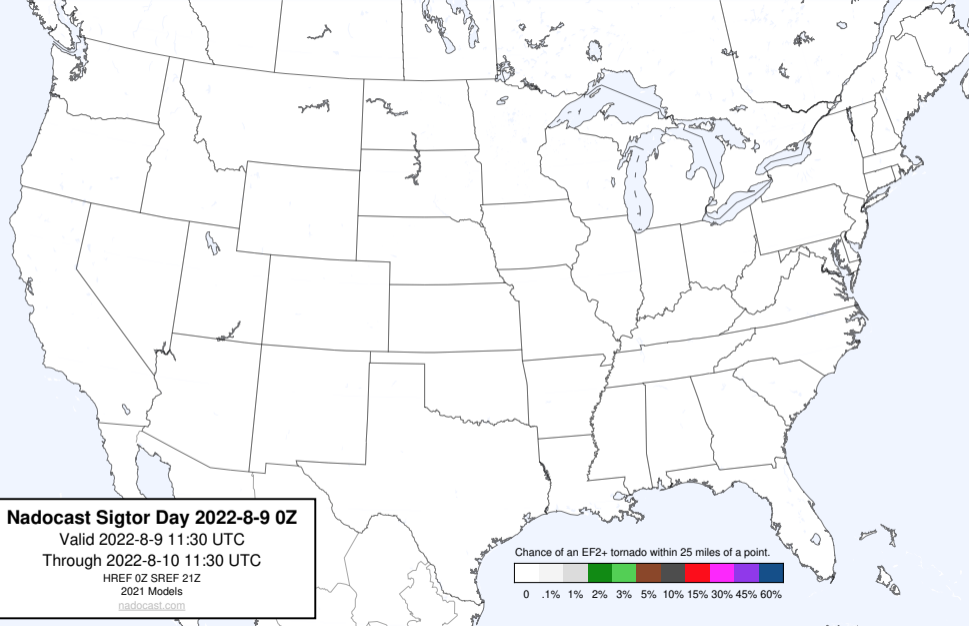 Nadocast Sigtor Day 2022-8-9 0Z
Valid 2022-8-9 11:30 UTC
Through 2022-8-10 11:30 UTC
HREF 0Z SREF 21Z
2021 Models
nadocast.com
Chance of an EF2+ tornado within 25 miles of a point.
0 .1% 1% 2% 3% 5% 10% 15% 30% 45% 60%